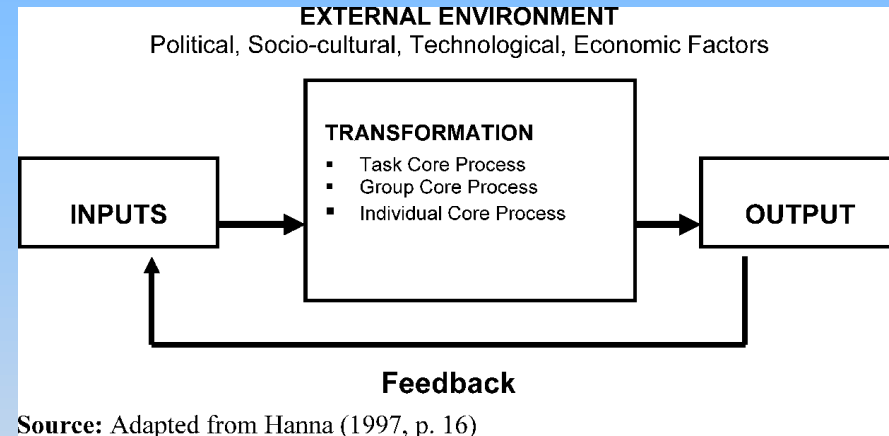 EXTERNAL ENVIRONMENT
Political, Socio-cultural, Technological, Economic Factors
TRANSFORMATION
▪ Task Core Process
▪ Group Core Process
▪ Individual Core Process
INPUTS
OUTPUT
Feedback
Source: Adapted from Hanna (1997, p. 16)